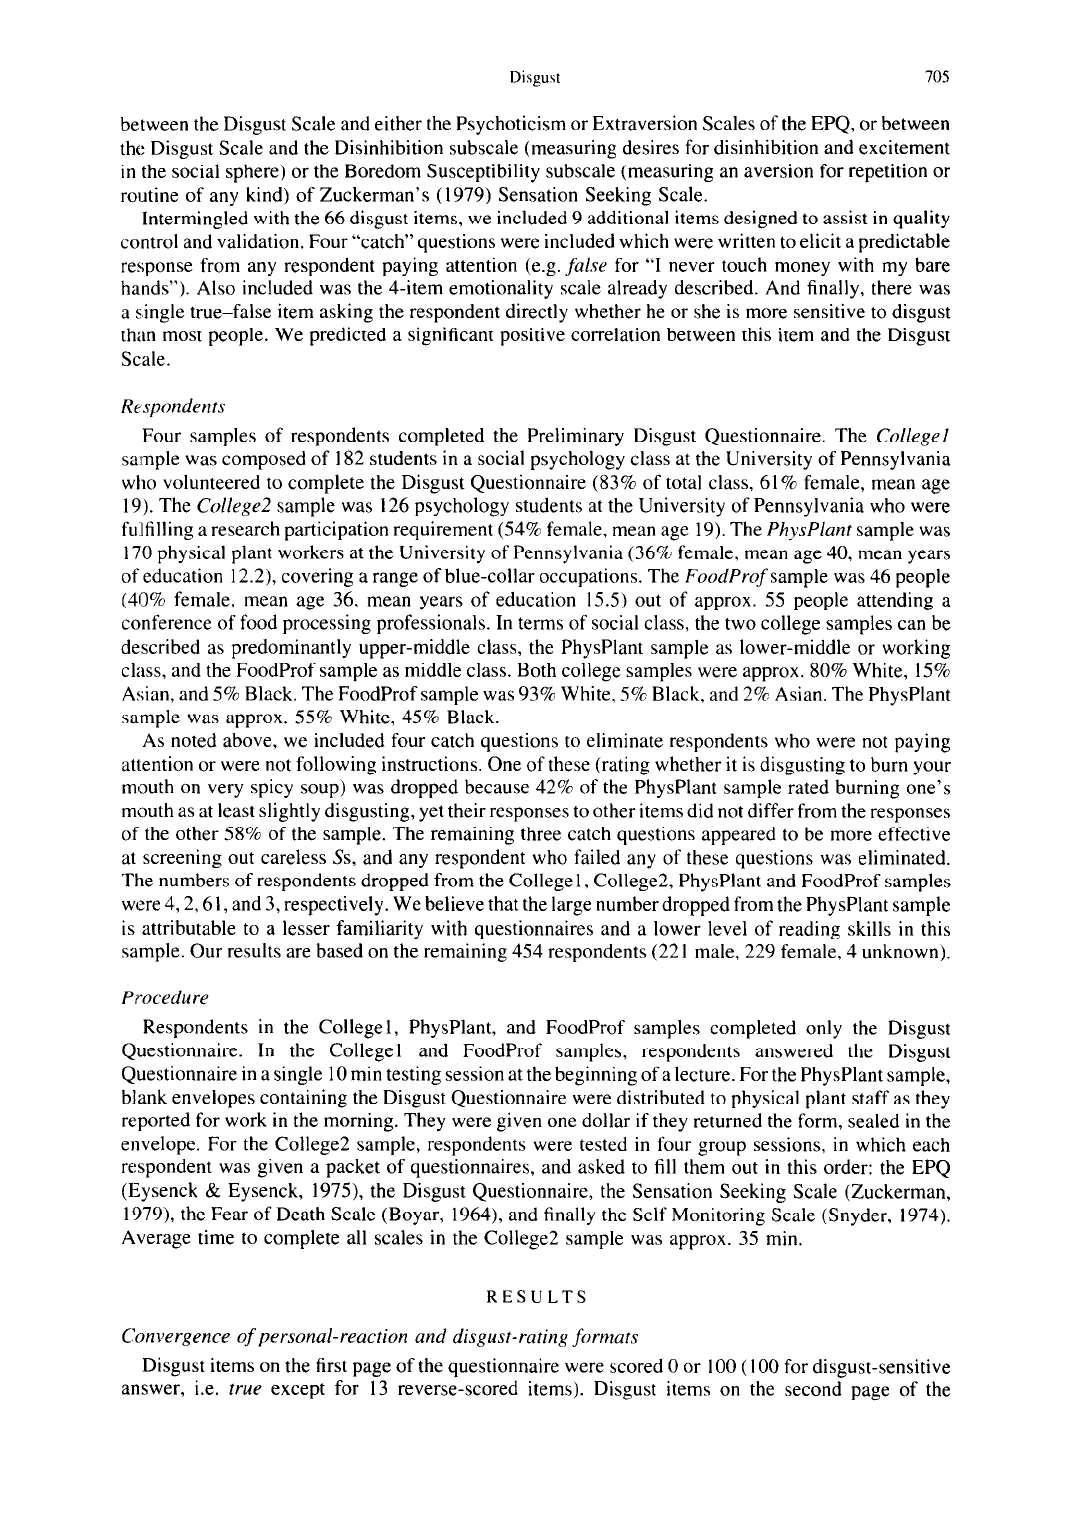 Disgust 705
between the Disgust Scale and either the Psychoticism or Extraversion Scales of the EPQ, or between
the Disgust Scale and the Disinhibition subscale (measuring desires for disinhibition and excitement
in the social sphere) or the Boredom Susceptibility subscale (measuring an aversion for repetition or
routine of any kind) of Zuckerman's (1979) Sensation Seeking Scale.
Intermingled with the 66 disgust items, we included 9 additional items designed to assist in quality
control and validation. Four “catch” questions were included which were written to elicit a predictable
response from any respondent paying attention (e.g. false for “I never touch money with my bare
hands”). Also included was the 4-item emotionality scale already described. And finally, there was
a single true–false item asking the respondent directly whether he or she is more sensitive to disgust
than most people. We predicted a significant positive correlation between this item and the Disgust
Scale.
Respondents
Four samples of respondents completed the Preliminary Disgust Questionnaire. The College1
sample was composed of 182 students in a social psychology class at the University of Pennsylvania
who volunteered to complete the Disgust Questionnaire (83% of total class, 61% female, mean age
19). The College2 sample was 126 psychology students at the University of Pennsylvania who were
fulfilling a research participation requirement (54% female, mean age 19). The PhysPlant sample was
170 physical plant workers at the University of Pennsylvania (36% female, mean age 40, mean years
of education 12.2), covering a range of blue-collar occupations. The FoodProf sample was 46 people
(40% female, mean age 36, mean years of education 15.5) out of approx. 55 people attending a
conference of food processing professionals. In terms of social class, the two college samples can be
described as predominantly upper-middle class, the PhysPlant sample as lower-middle or working
class, and the FoodProf sample as middle class. Both college samples were approx. 80% White, 15%
Asian, and 5% Black. The FoodProf sample was 93% White, 5% Black, and 2% Asian. The PhysPlant
sample was approx. 55% White, 45% Black.
As noted above, we included four catch questions to eliminate respondents who were not paying
attention or were not following instructions. One of these (rating whether it is disgusting to burn your
mouth on very spicy soup) was dropped because 42% of the PhysPlant sample rated burning one's
mouth as at least slightly disgusting, yet their responses to other items did not differ from the responses
of the other 58% of the sample. The remaining three catch questions appeared to be more effective
at screening out careless Ss, and any respondent who failed any of these questions was eliminated.
The numbers of respondents dropped from the College1, College2, PhysPlant and FoodProf samples
were 4, 2, 61, and 3, respectively. We believe that the large number dropped from the PhysPlant sample
is attributable to a lesser familiarity with questionnaires and a lower level of reading skills in this
sample. Our results are based on the remaining 454 respondents (221 male, 229 female, 4 unknown).
Procedure
Respondents in the College1, PhysPlant, and FoodProf samples completed only the Disgust
Questionnaire. In the College1 and FoodProf samples, respondents answered the Disgust
Questionnaire in a single 10 min testing session at the beginning of a lecture. For the PhysPlant sample,
blank envelopes containing the Disgust Questionnaire were distributed to physical plant staff as they
reported for work in the morning. They were given one dollar if they returned the form, sealed in the
envelope. For the College2 sample, respondents were tested in four group sessions, in which each
respondent was given a packet of questionnaires, and asked to fill them out in this order: the EPQ
(Eysenck & Eysenck, 1975), the Disgust Questionnaire, the Sensation Seeking Scale (Zuckerman,
1979), the Fear of Death Scale (Boyar, 1964), and finally the Self Monitoring Scale (Snyder, 1974).
Average time to complete all scales in the College2 sample was approx. 35 min.
RESULTS
Convergence of personal-reaction and disgust-rating formats
Disgust items on the first page of the questionnaire were scored 0 or 100 (100 for disgust-sensitive
answer, i.e. true except for 13 reverse-scored items). Disgust items on the second page of the